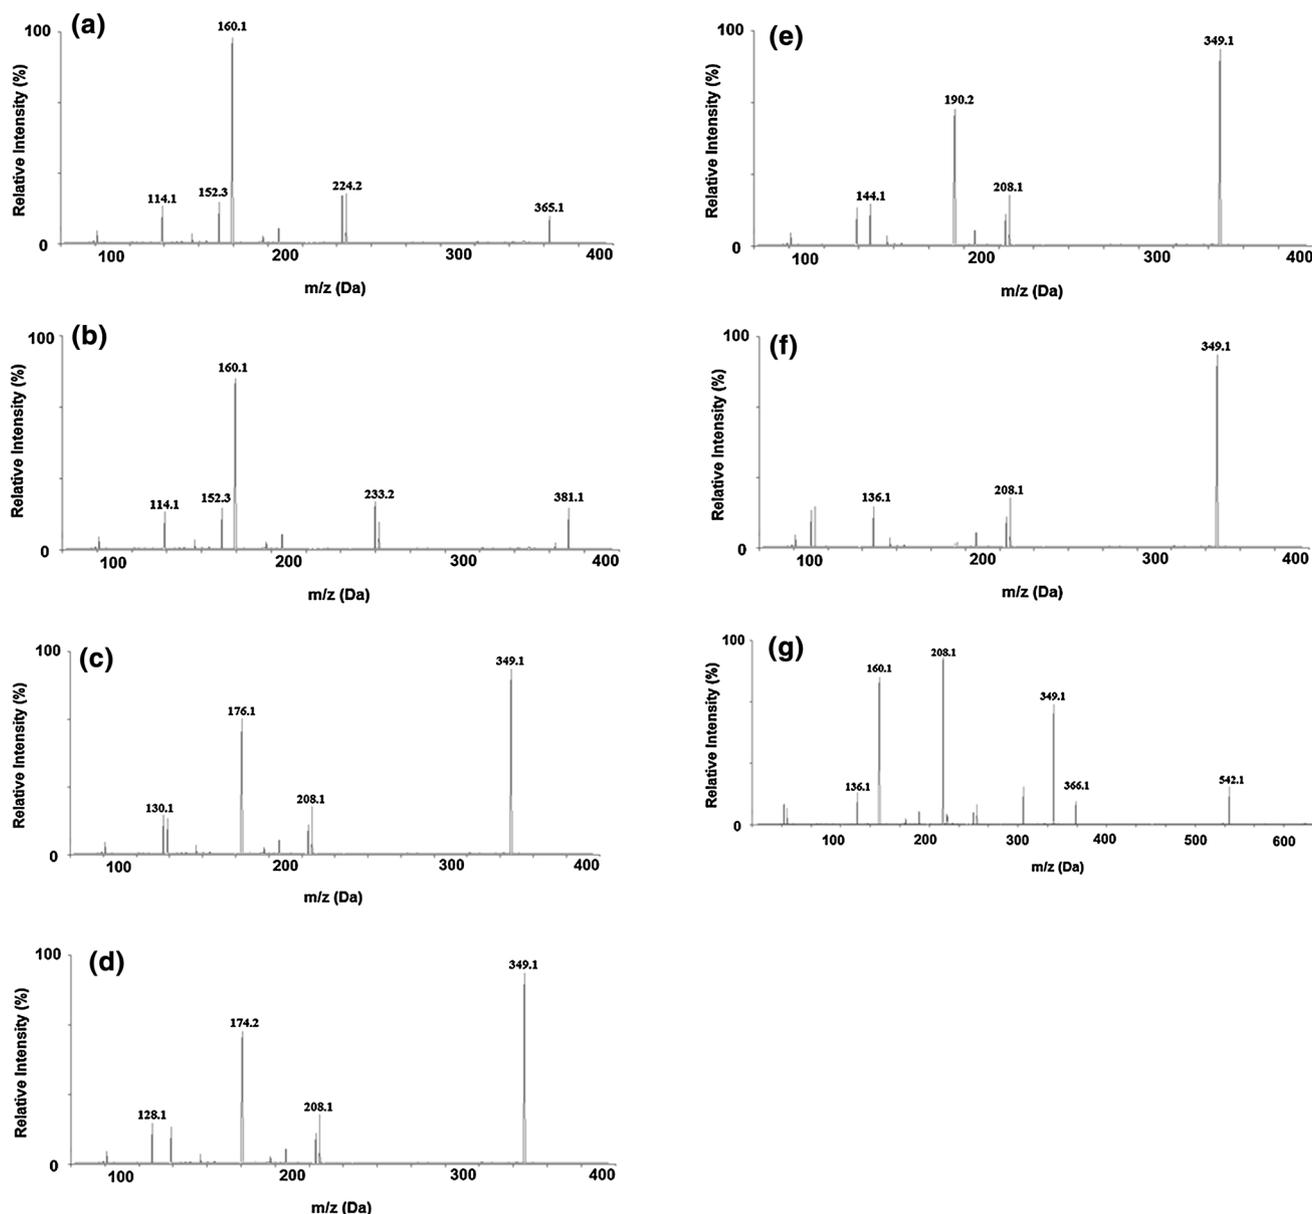 (a)
Relative Intensity (%)
100
0
160.1
114.1
152.3
224.2
365.1
100 200 300 400
m/z (Da)
(b)
Relative Intensity (%)
100
0
160.1
114.1
152.3
233.2
381.1
100 200 300 400
m/z (Da)
(c)
Relative Intensity (%)
100
0
349.1
176.1
130.1
208.1
100 200 300 400
m/z (Da)
(d)
Relative Intensity (%)
100
0
349.1
174.2
128.1
208.1
100 200 300 400
m/z (Da)
(e)
Relative Intensity (%)
100
0
349.1
190.2
144.1
208.1
100 200 300 400
m/z (Da)
(f)
Relative Intensity (%)
100
0
349.1
136.1
208.1
100 200 300 400
m/z (Da)
(g)
Relative Intensity (%)
100
0
208.1
160.1
349.1
136.1
366.1
542.1
100 200 300 400 500 600
m/z (Da)